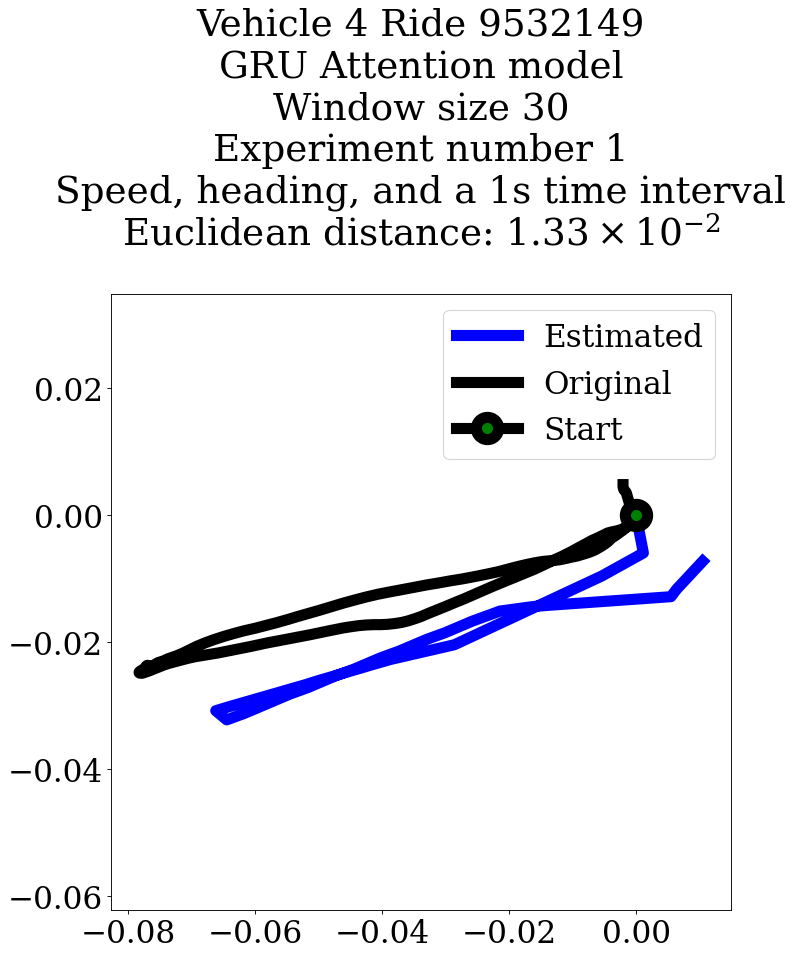 Vehicle 4 Ride 9532149
GRU Attention model
Window size 30
Experiment number 1
Speed, heading, and a 1s time interval
Euclidean distance: 1.33 × 10⁻²
Estimated
Original
Start
0.02
0.00
−0.02
−0.04
−0.06
−0.08 −0.06 −0.04 −0.02 0.00